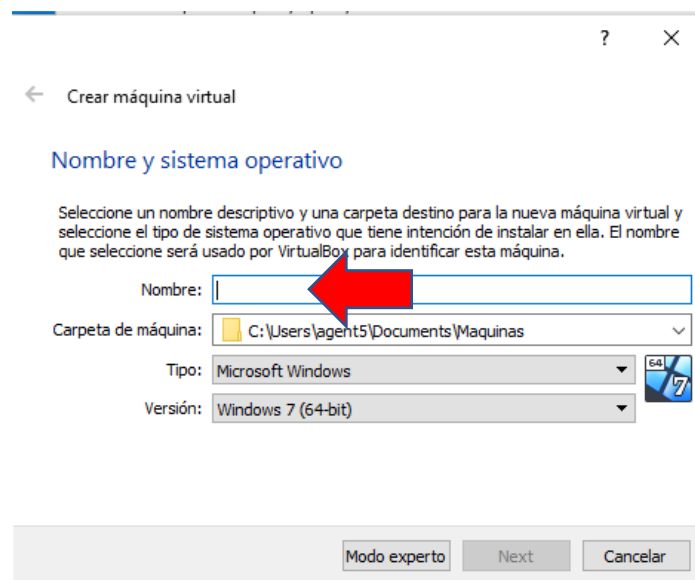 ?
Crear máquina virtual
Nombre y sistema operativo
Seleccione un nombre descriptivo y una carpeta destino para la nueva máquina virtual y
seleccione el tipo de sistema operativo que tiene intención de instalar en ella. El nombre
que seleccione será usado por VirtualBox para identificar esta máquina.
Nombre:
Carpeta de máquina: C:\Users\agent5\Documents\Maquinas
Tipo: Microsoft Windows
64
Versión: Windows 7 (64-bit)
7
Modo experto Next Cancelar